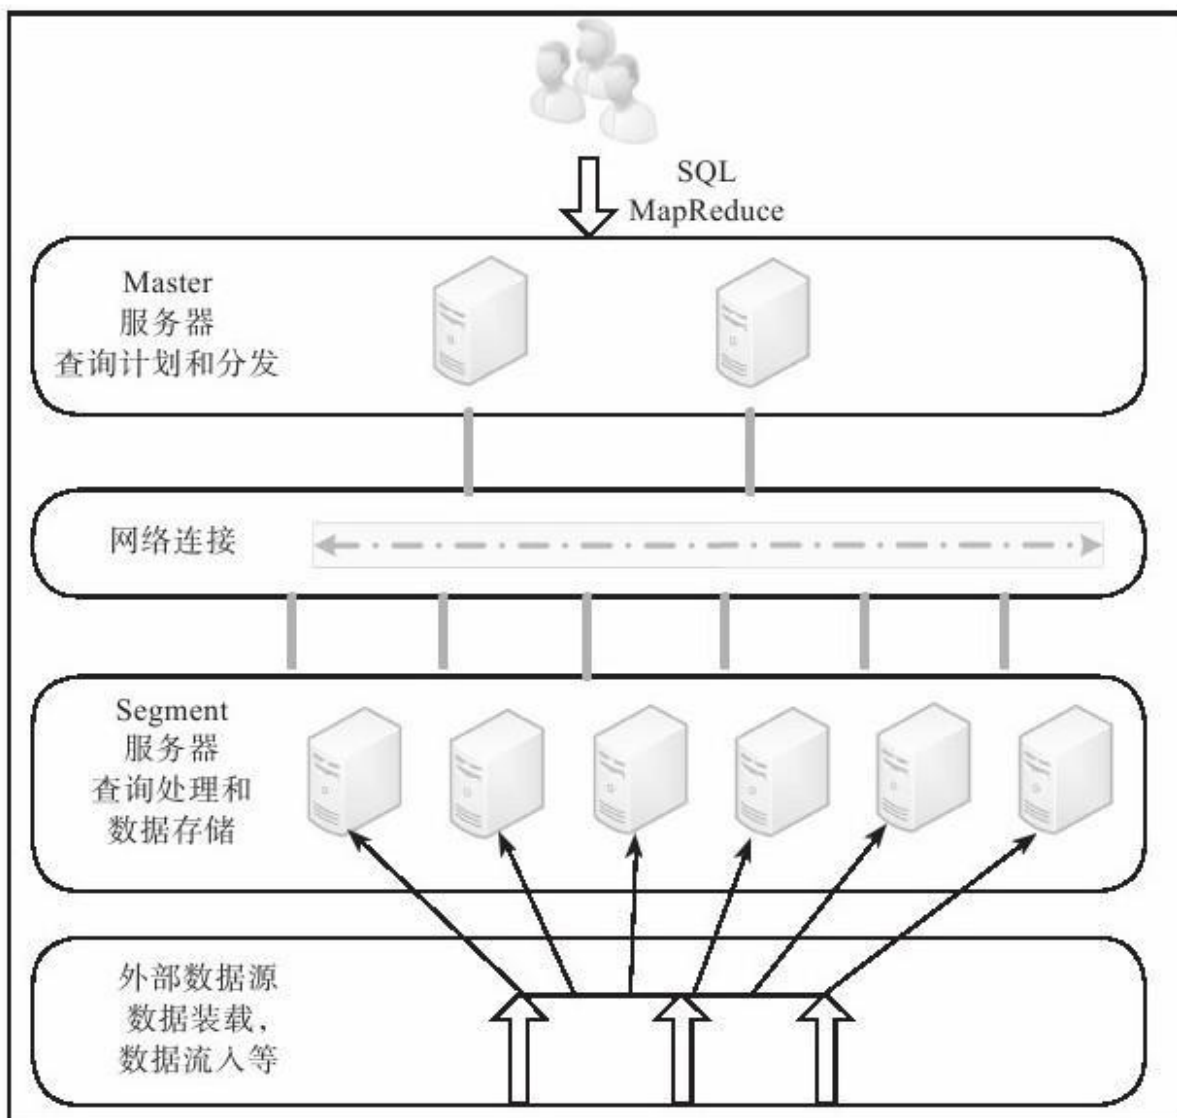 SQL
MapReduce
Master
服务器
查询计划和分发
网络连接
Segment
服务器
查询处理和
数据存储
外部数据源
数据装载,
数据流入等